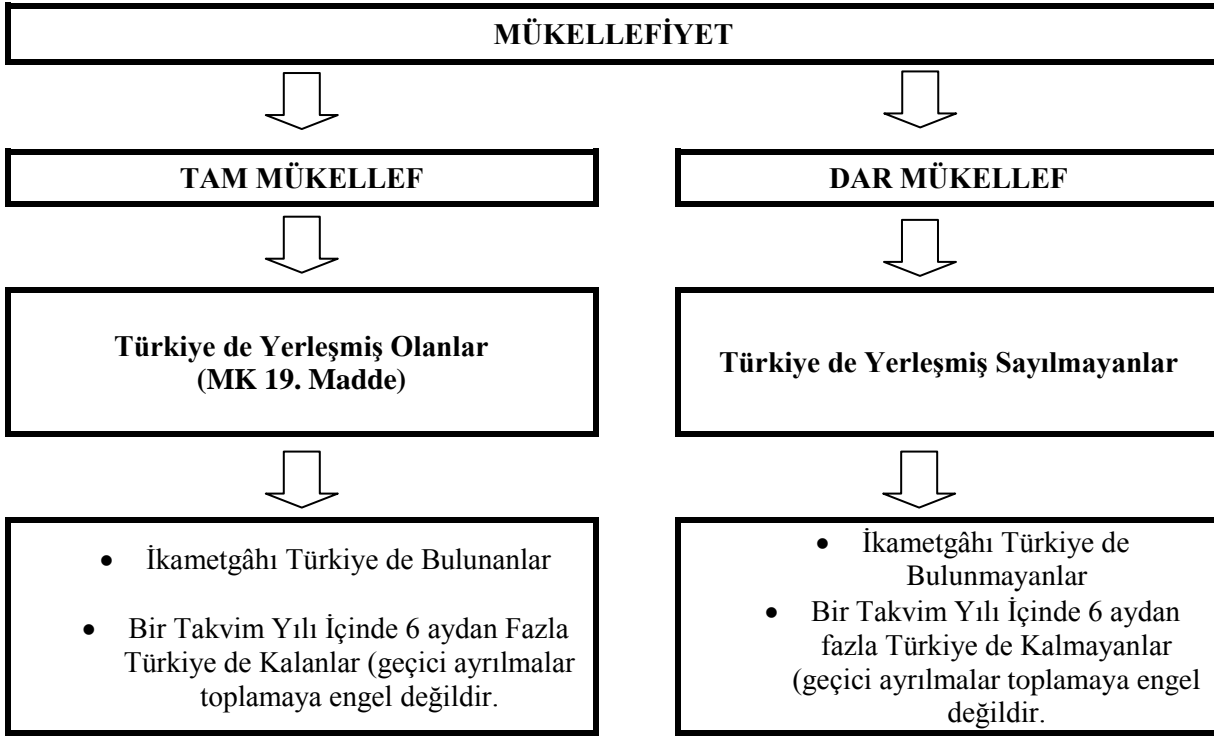 MÜKELLEFİYET
TAM MÜKELLEF
DAR MÜKELLEF
Türkiye de Yerleşmiş Olanlar
(MK 19. Madde)
Türkiye de Yerleşmiş Sayılmayanlar
• İkametgâhı Türkiye de Bulunanlar
• Bir Takvim Yılı İçinde 6 aydan Fazla
Türkiye de Kalanlar (geçici ayrılmalar
toplamaya engel değildir.
• İkametgâhı Türkiye de
Bulunmayanlar
• Bir Takvim Yılı İçinde 6 aydan
fazla Türkiye de Kalmayanlar
(geçici ayrılmalar toplamaya engel
değildir.